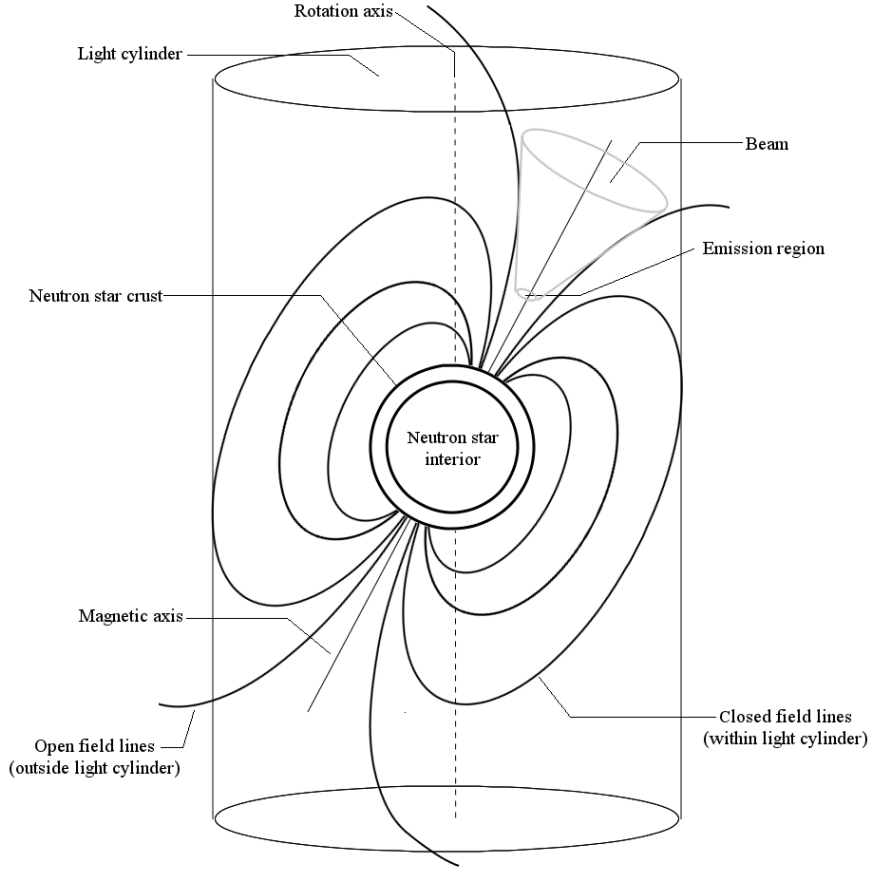 Rotation axis
Light cylinder
Beam
Emission region
Neutron star crust
Neutron star
interior
Magnetic axis
Closed field lines
(within light cylinder)
Open field lines
(outside light cylinder)